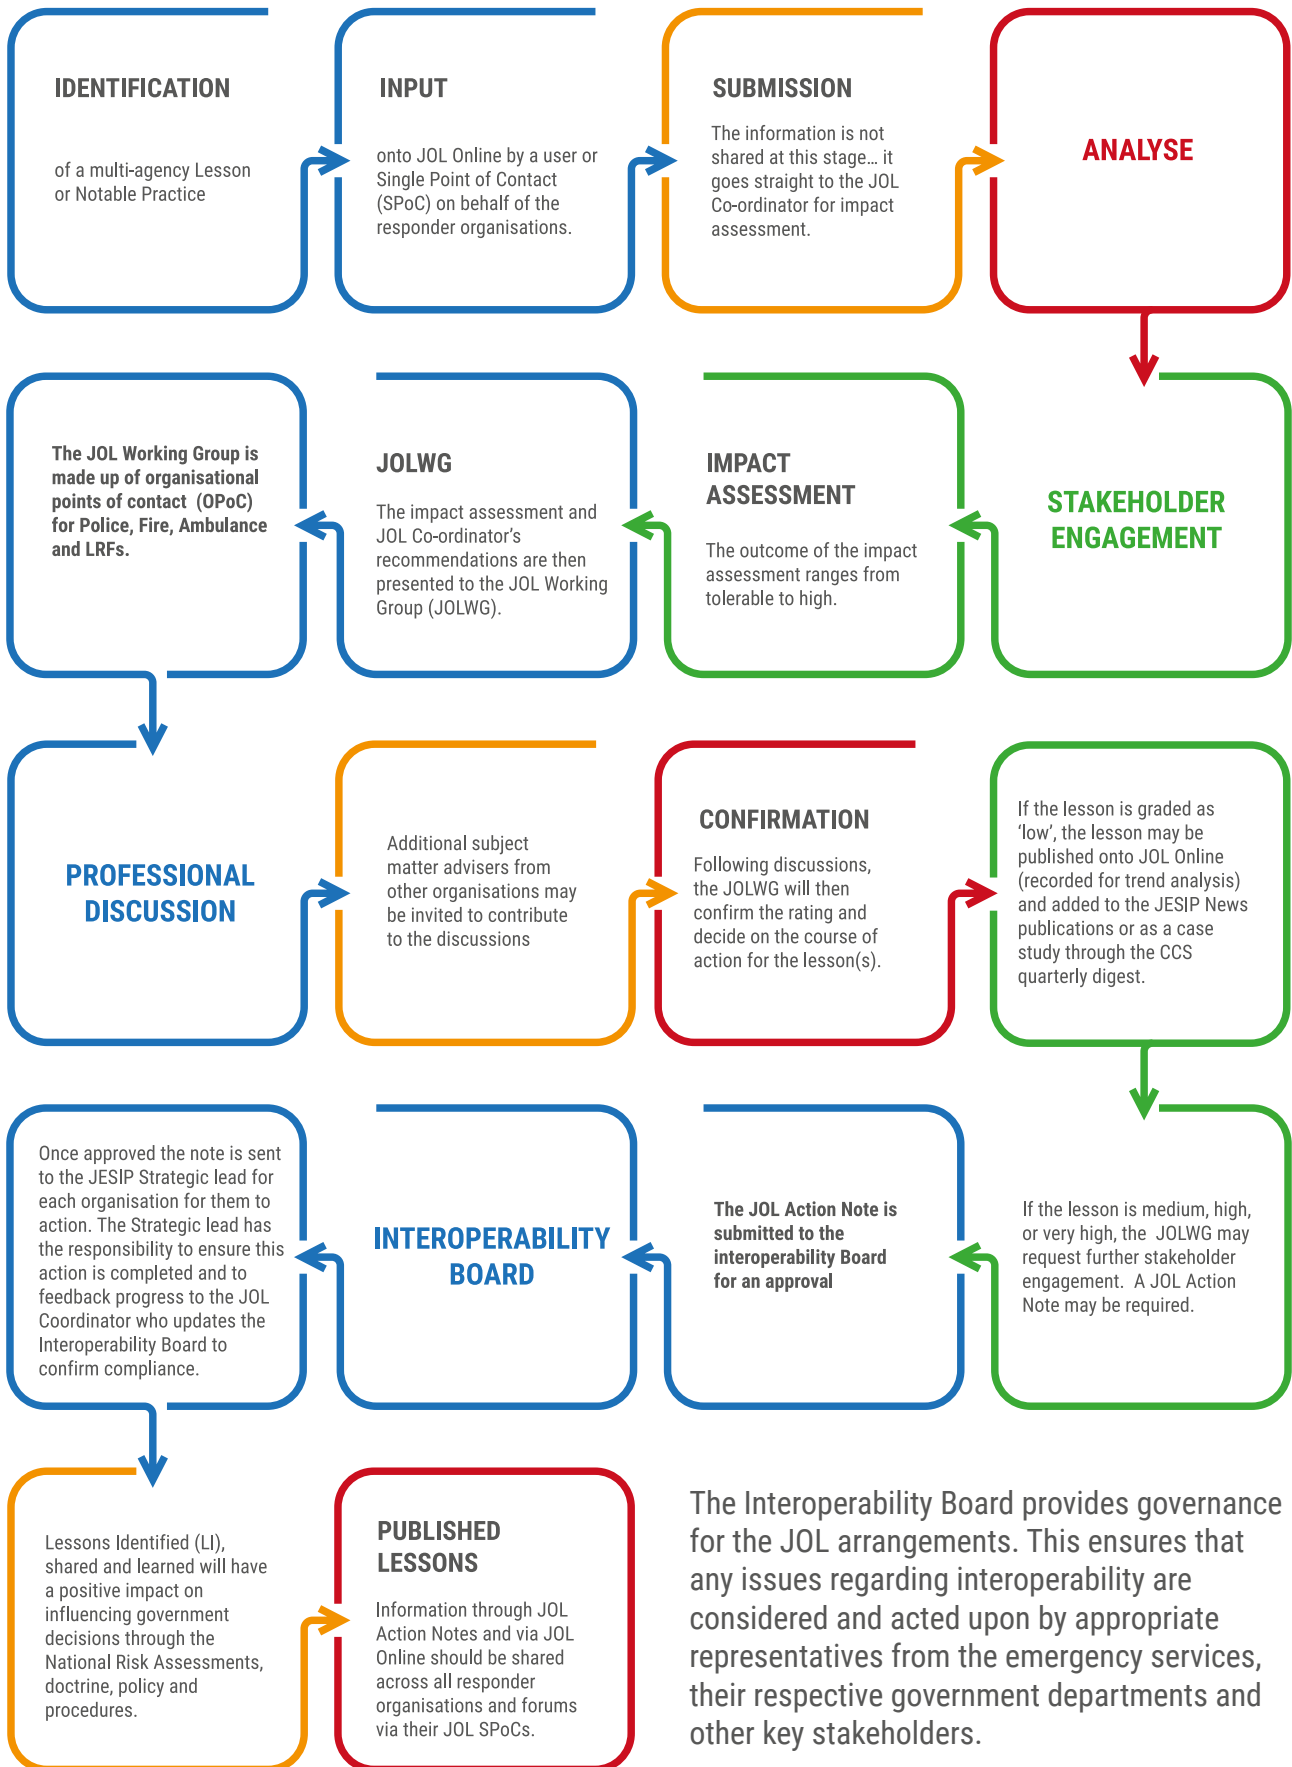 IDENTIFICATION
of a multi-agency Lesson
or Notable Practice
INPUT
onto JOL Online by a user or
Single Point of Contact
(SPoC) on behalf of the
responder organisations.
SUBMISSION
The information is not
shared at this stage... it
goes straight to the JOL
Co-ordinator for impact
assessment.
ANALYSE
STAKEHOLDER
ENGAGEMENT
IMPACT
ASSESSMENT
The outcome of the impact
assessment ranges from
tolerable to high.
JOLWG
The impact assessment and
JOL Co-ordinator's
recommendations are then
presented to the JOL Working
Group (JOLWG).
The JOL Working Group is
made up of organisational
points of contact  (OPoC)
for Police, Fire, Ambulance
and LRFs.
PROFESSIONAL
DISCUSSION
Additional subject
matter advisers from
other organisations may
be invited to contribute
to the discussions
CONFIRMATION
Following discussions,
the JOLWG will then
confirm the rating and
decide on the course of
action for the lesson(s).
If the lesson is graded as
‘low’, the lesson may be
published onto JOL Online
(recorded for trend analysis)
and added to the JESIP News
publications or as a case
study through the CCS
quarterly digest.
If the lesson is medium, high,
or very high, the  JOLWG may
request further stakeholder
engagement.  A JOL Action
Note may be required.
The JOL Action Note is
submitted to the
interoperability Board
for an approval
INTEROPERABILITY
BOARD
Once approved the note is sent
to the JESIP Strategic lead for
each organisation for them to
action. The Strategic lead has
the responsibility to ensure this
action is completed and to
feedback progress to the JOL
Coordinator who updates the
Interoperability Board to
confirm compliance.
Lessons Identified (LI),
shared and learned will have
a positive impact on
influencing government
decisions through the
National Risk Assessments,
doctrine, policy and
procedures.
PUBLISHED
LESSONS
Information through JOL
Action Notes and via JOL
Online should be shared
across all responder
organisations and forums
via their JOL SPoCs.
The Interoperability Board provides governance
for the JOL arrangements. This ensures that
any issues regarding interoperability are
considered and acted upon by appropriate
representatives from the emergency services,
their respective government departments and
other key stakeholders.